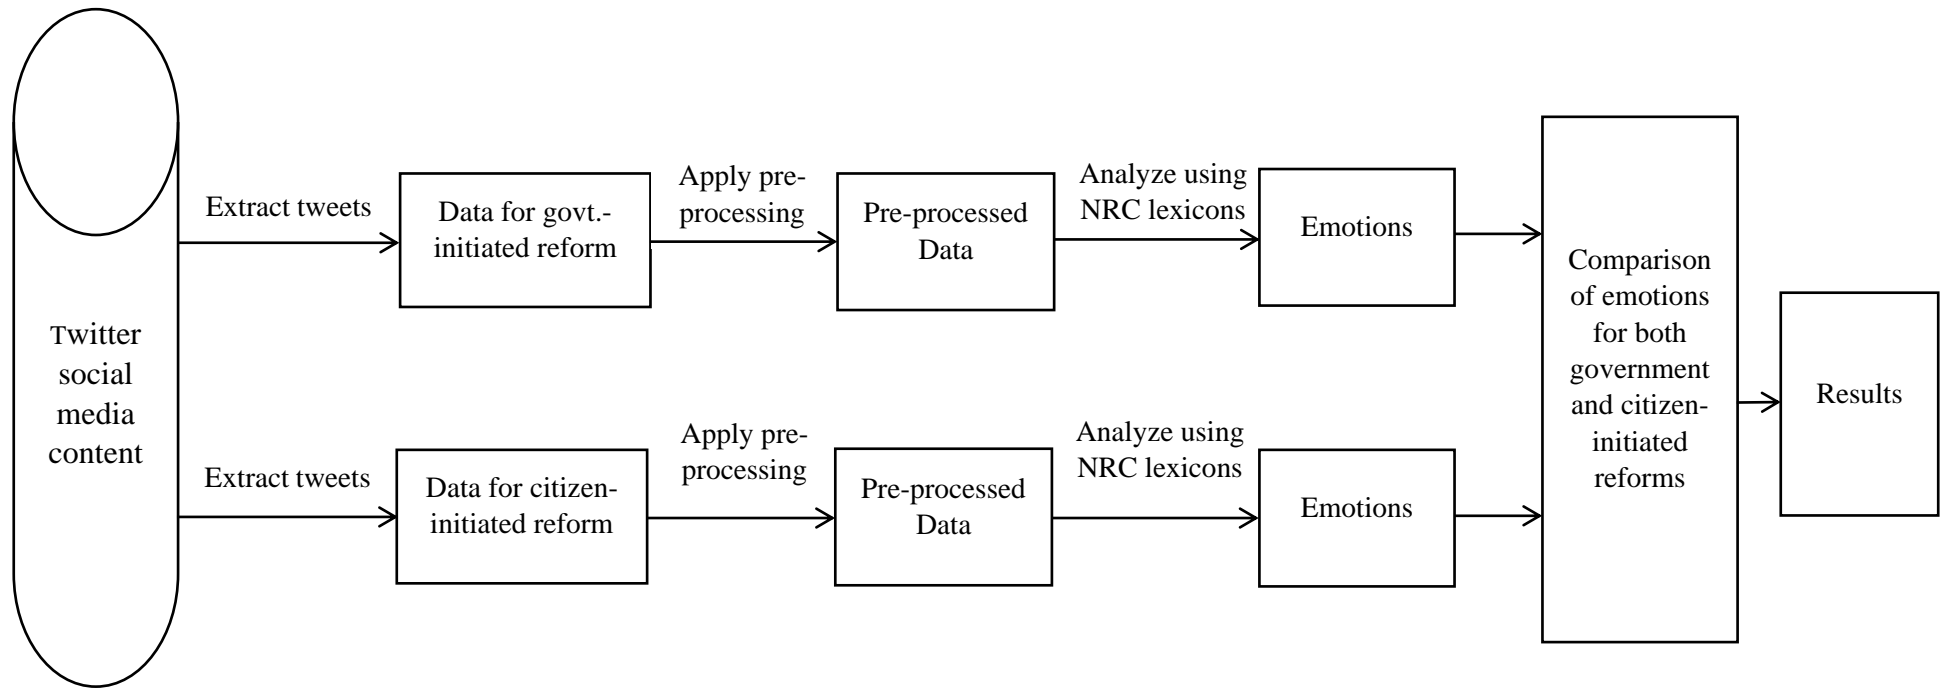 Twitter
social
media
content
Extract tweets
Data for govt.-
initiated reform
Apply pre-
processing
Pre-processed
Data
Analyze using
NRC lexicons
Emotions
Extract tweets
Data for citizen-
initiated reform
Apply pre-
processing
Pre-processed
Data
Analyze using
NRC lexicons
Emotions
Comparison
of emotions
for both
government
and citizen-
initiated
reforms
Results